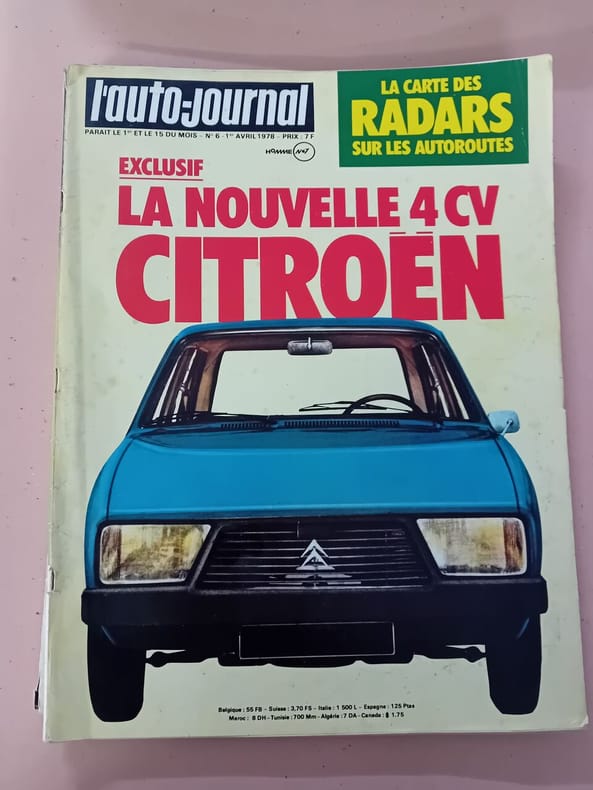 l'auto-journal
PARAIT LE 1er ET LE 15 DU MOIS - N° 6 - 1er AVRIL 1978 - PRIX : 7 F
HOMME N°7
LA CARTE DES
RADARS
SUR LES AUTOROUTES
EXCLUSIF
LA NOUVELLE 4 CV
CITROËN
Belgique : 55 FB - Suisse : 3,70 FS - Italie : 1 500 L - Espagne : 125 Ptas
Maroc : 8 DH - Tunisie : 700 Mm - Algérie : 7 DA - Canada : $ 1.75